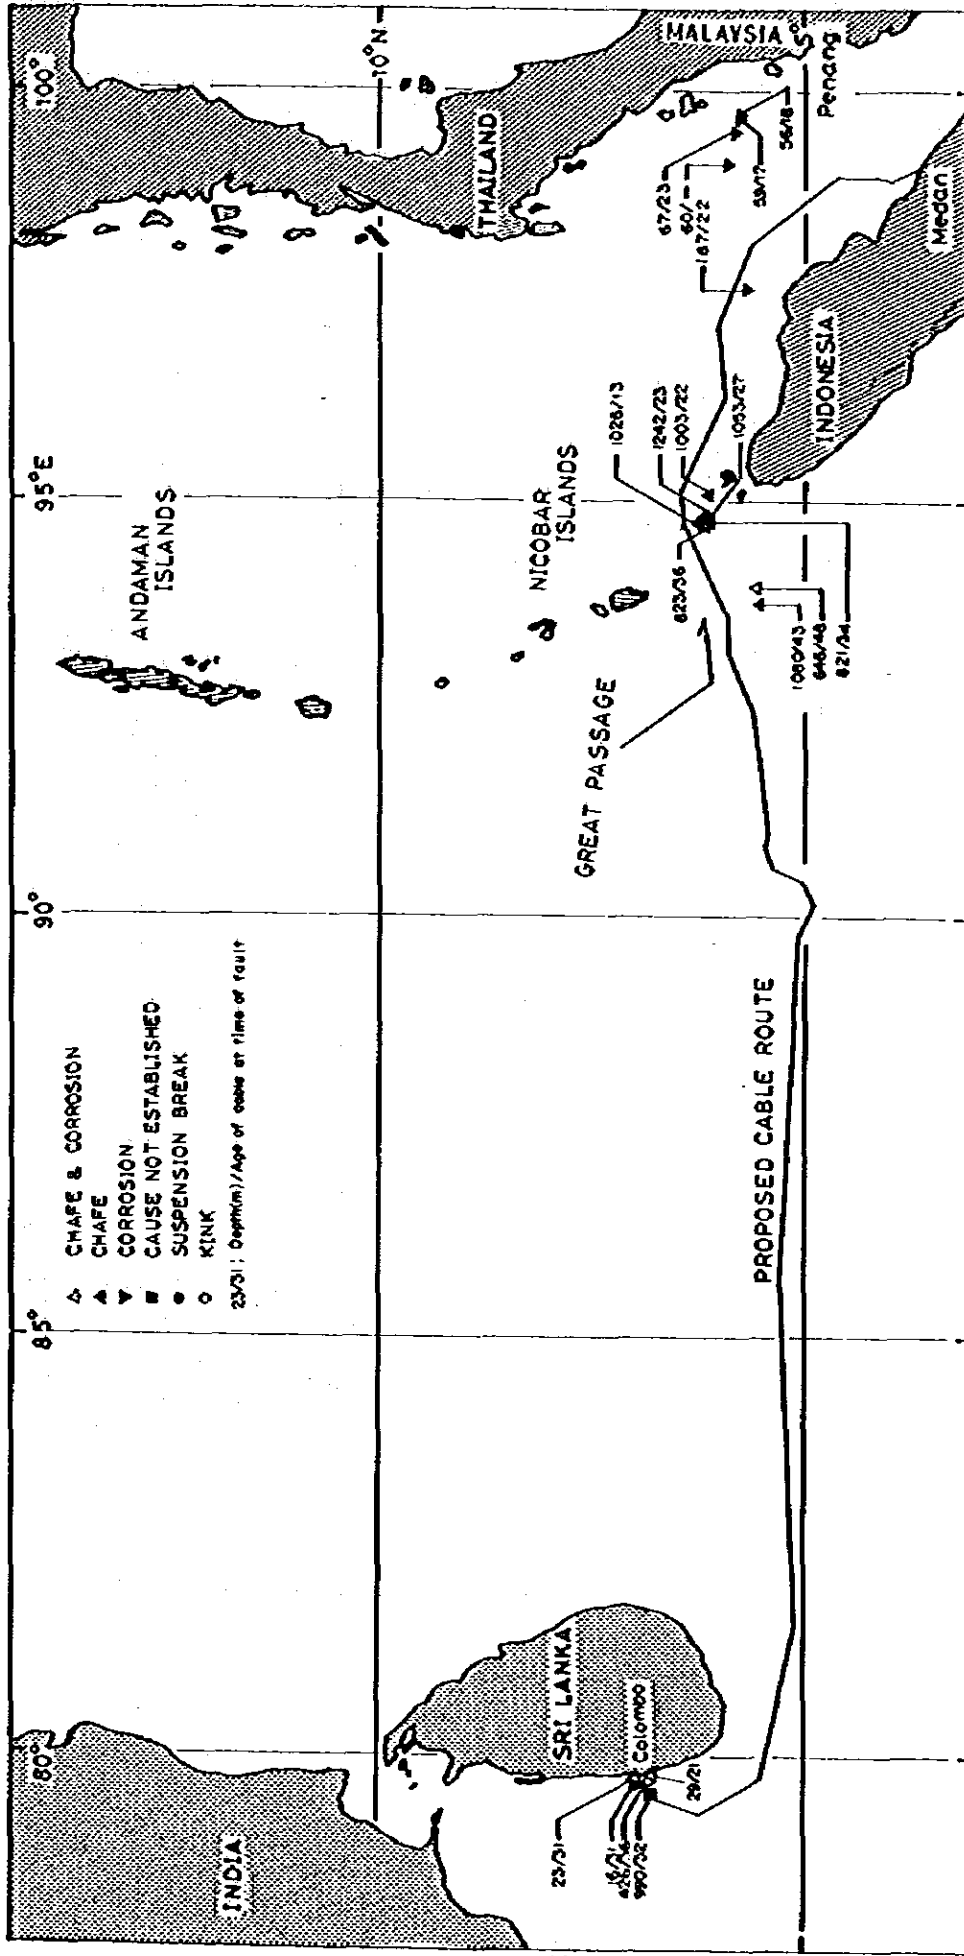 80°
85°
90°
95°E
100°
10°N
5°
△ CHAFE & CORROSION
▲ CHAFE
▼ CORROSION
■ CAUSE NOT ESTABLISHED
● SUSPENSION BREAK
○ KINK
23/31: Depth(m)/Age of cable at time of fault
INDIA
SRI LANKA
Colombo
23/31
990/32
29/21
ANDAMAN
ISLANDS
NICOBAR
ISLANDS
GREAT PASSAGE
PROPOSED CABLE ROUTE
THAILAND
MALAYSIA
Penang
INDONESIA
Medan
67/23
60/
187/22
59/17
56/18
1028/13
1242/23
1003/22
1053/27
823/36
1080/43
646/48
821/34